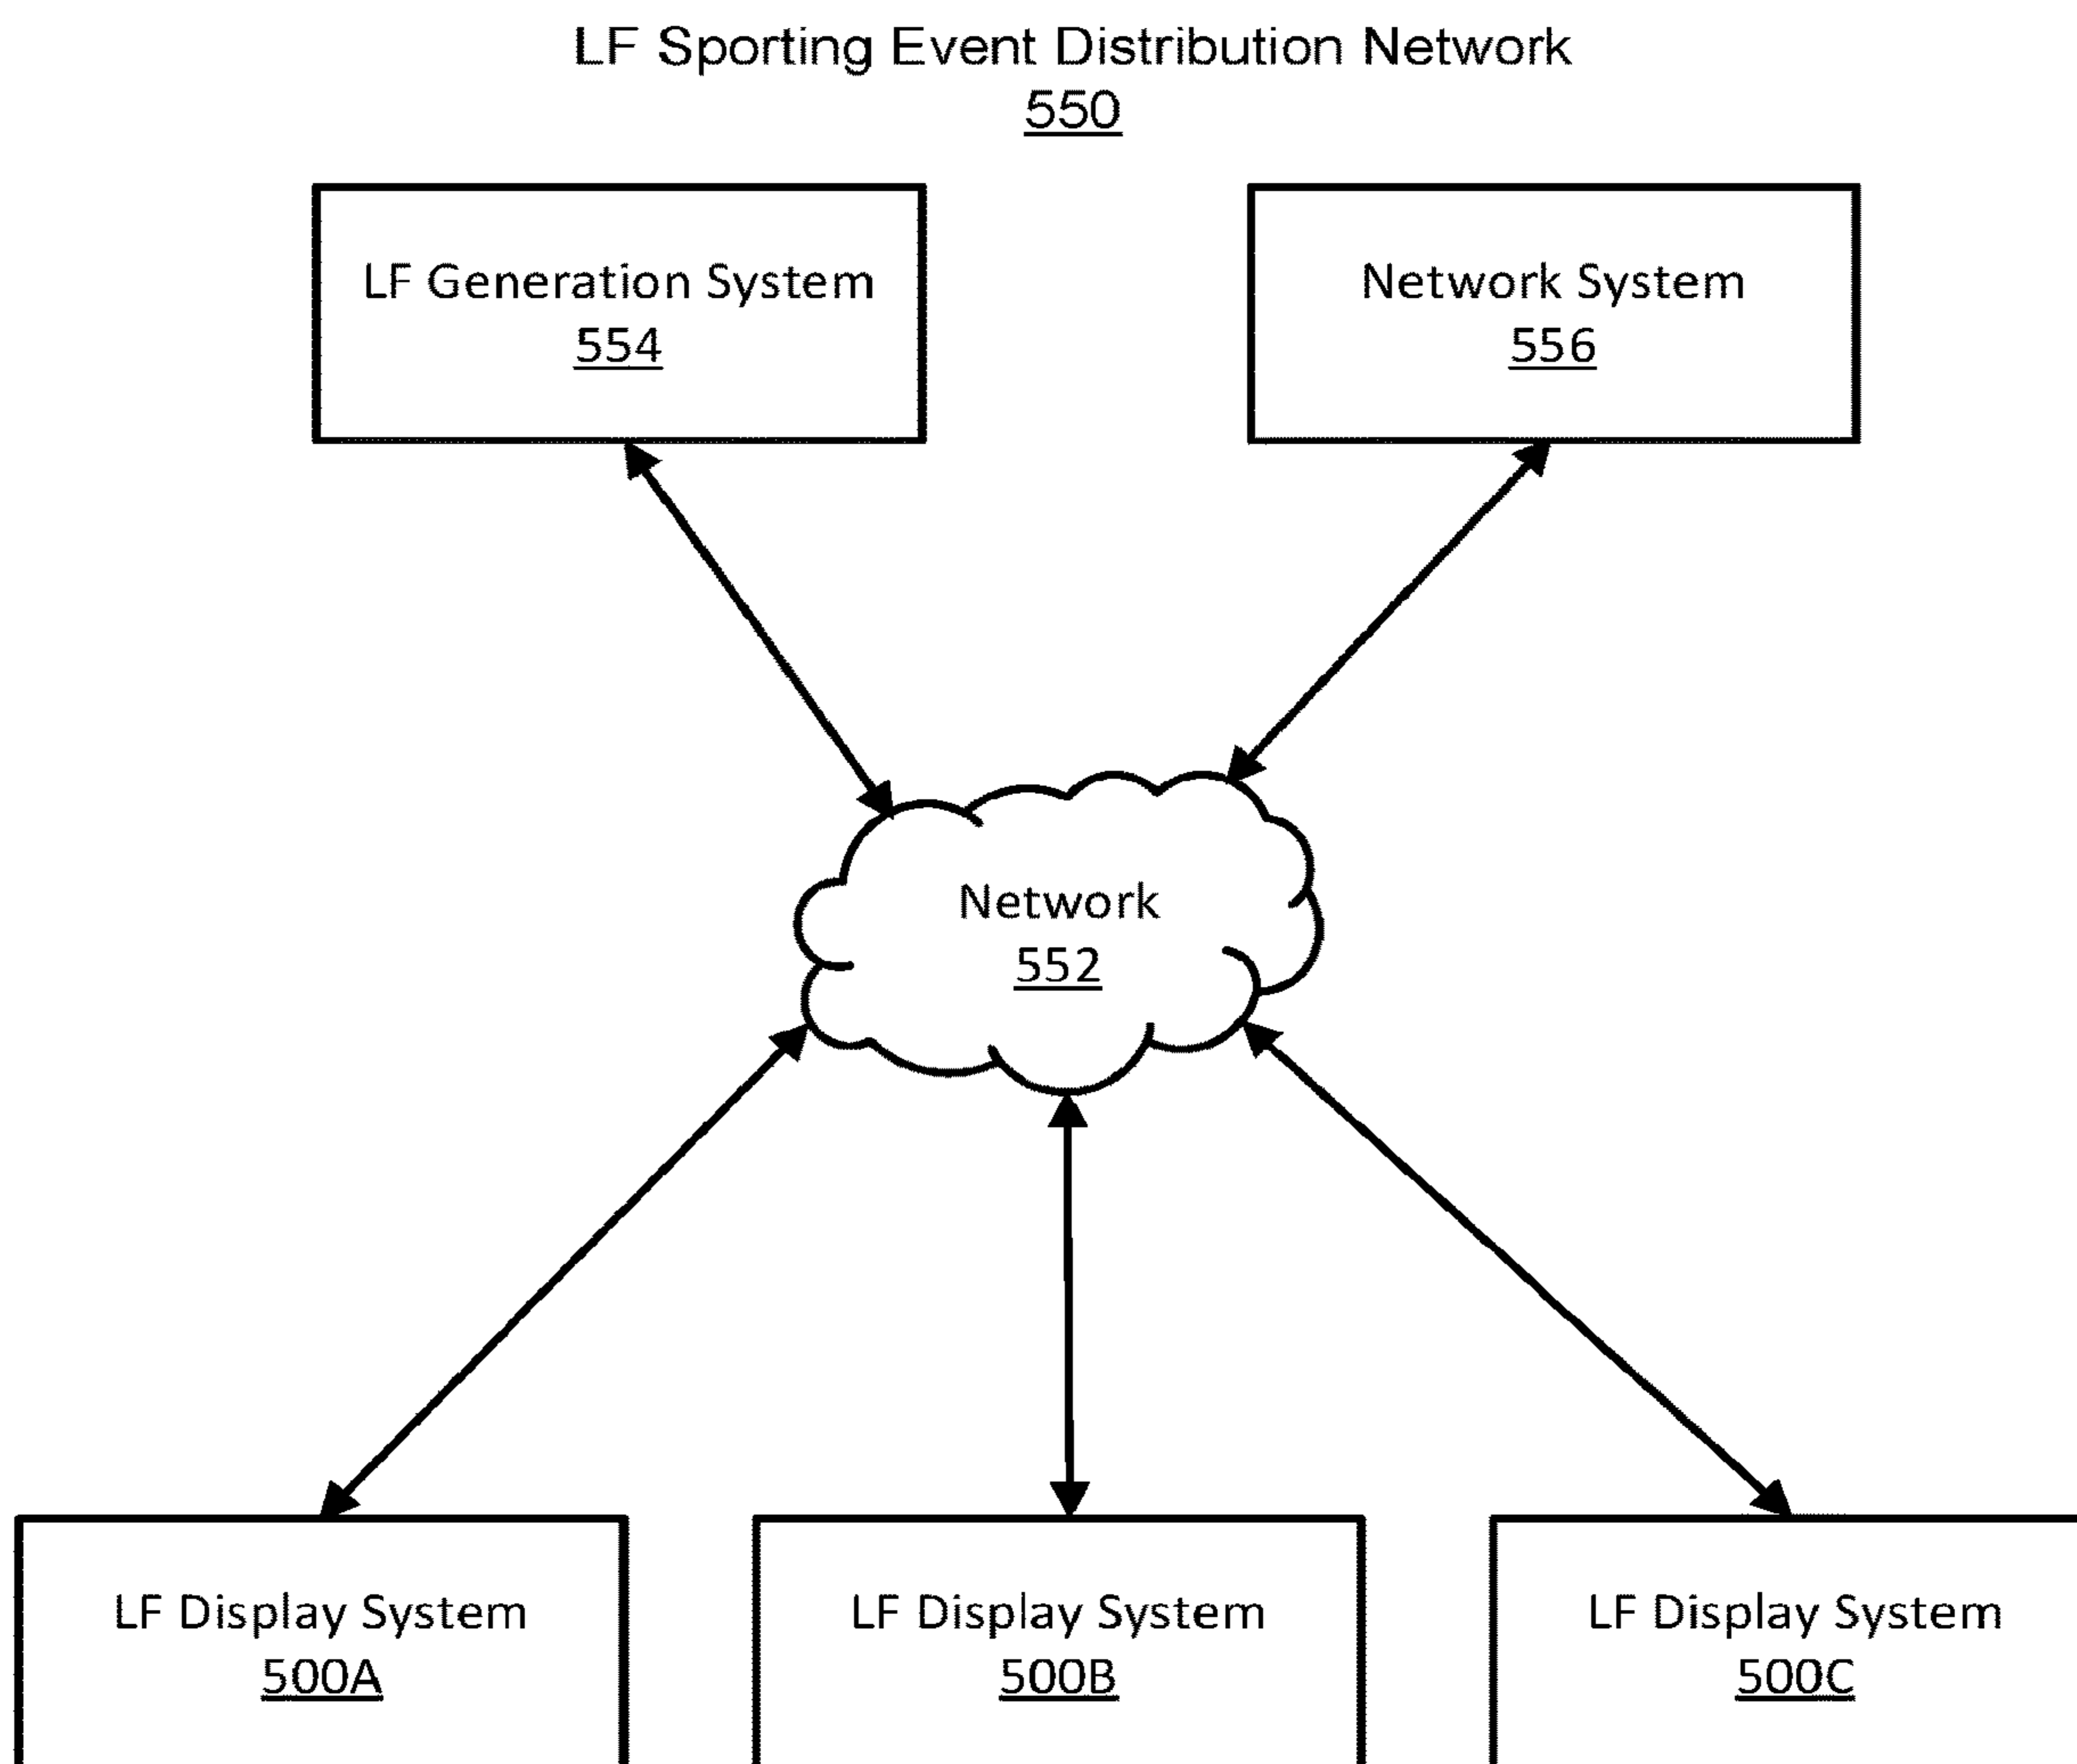 LF Sporting Event Distribution Network
550
LF Generation System
554
Network System
556
Network
552
LF Display System
500A
LF Display System
500B
LF Display System
500C